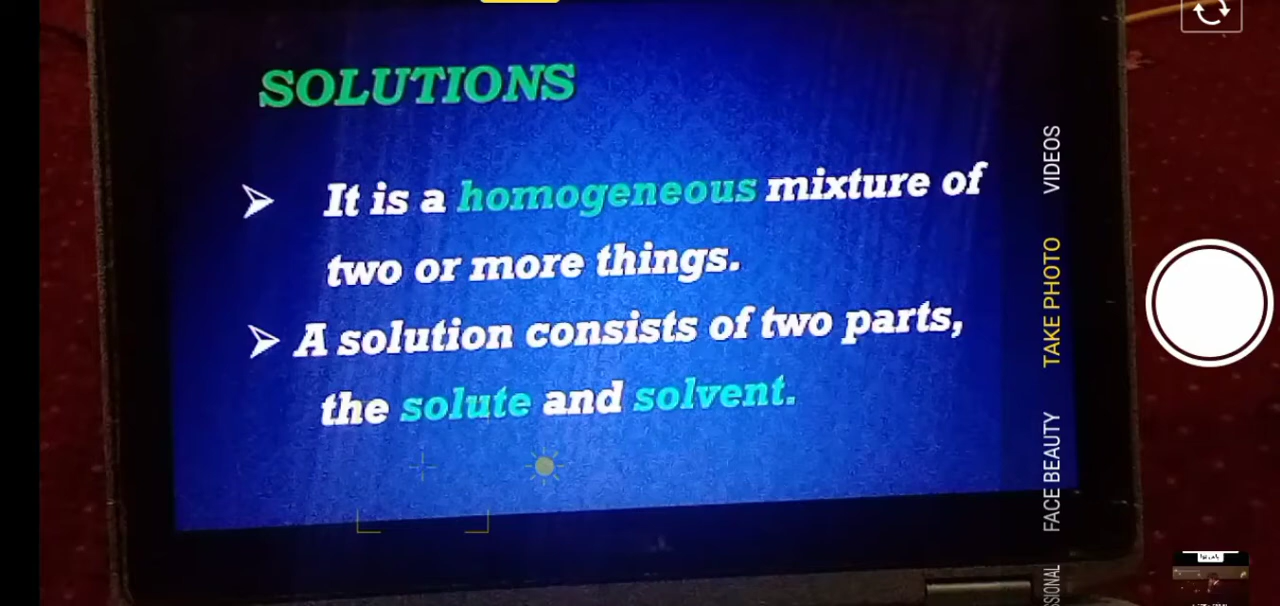 SOLUTIONS
➢ It is a homogeneous mixture of
two or more things.
➢ A solution consists of two parts,
the solute and solvent.
VIDEOS
TAKE PHOTO
FACE BEAUTY